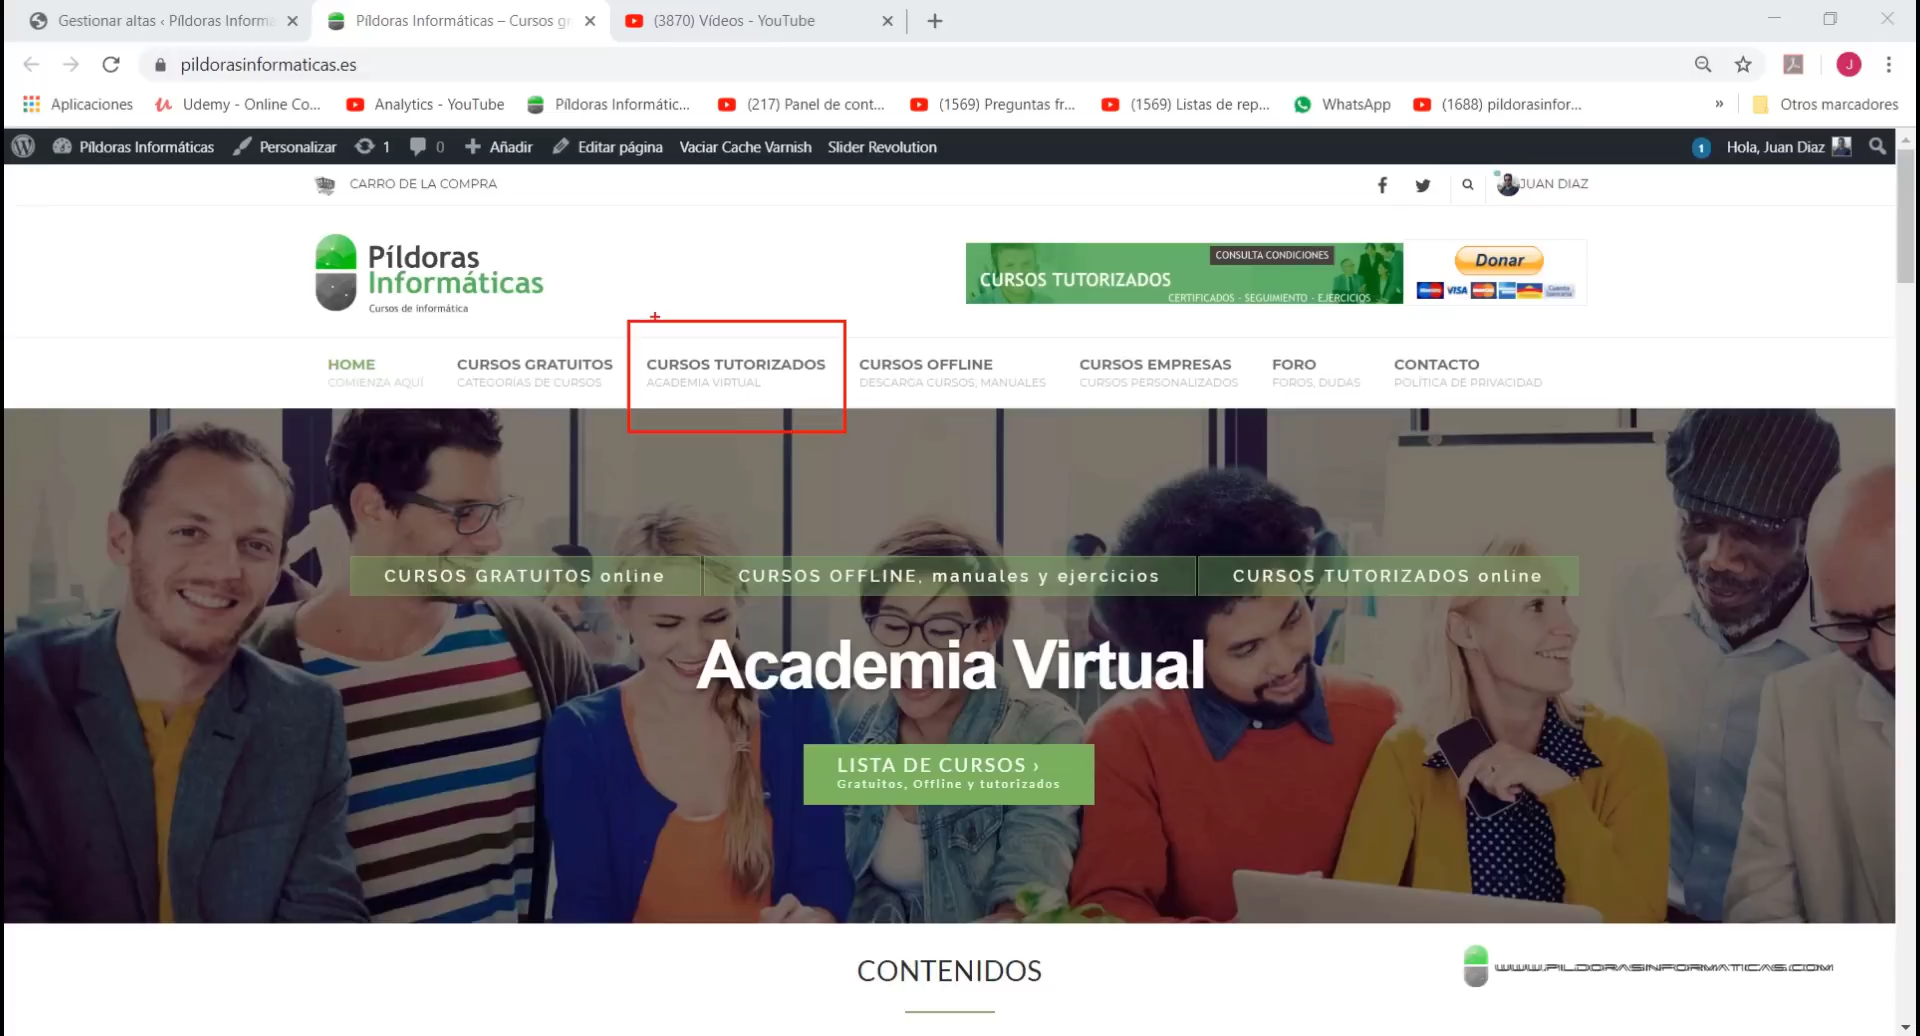 Gestionar altas ‹ Píldoras Informa
Píldoras Informáticas – Cursos gr
(3870) Vídeos - YouTube
pildorasinformaticas.es
J
Aplicaciones
Udemy - Online Co...
Analytics - YouTube
Píldoras Informátic...
(217) Panel de cont...
(1569) Preguntas fr...
(1569) Listas de rep...
WhatsApp
(1688) pildorasinfor...
»
Otros marcadores
Píldoras Informáticas
Personalizar
1
0
Añadir
Editar página
Vaciar Cache Varnish
Slider Revolution
1
Hola, Juan Diaz
CARRO DE LA COMPRA
JUAN DIAZ
Píldoras
Informáticas
Cursos de informática
CONSULTA CONDICIONES
CURSOS TUTORIZADOS
CERTIFICADOS - SEGUIMIENTO - EJERCICIOS
Donar
VISA
HOME
COMIENZA AQUÍ
CURSOS GRATUITOS
CATEGORÍAS DE CURSOS
CURSOS TUTORIZADOS
ACADEMIA VIRTUAL
CURSOS OFFLINE
DESCARGA CURSOS, MANUALES
CURSOS EMPRESAS
CURSOS PERSONALIZADOS
FORO
FOROS, DUDAS
CONTACTO
POLÍTICA DE PRIVACIDAD
CURSOS GRATUITOS online
CURSOS OFFLINE, manuales y ejercicios
CURSOS TUTORIZADOS online
Academia Virtual
LISTA DE CURSOS ›
Gratuitos, Offline y tutorizados
CONTENIDOS
WWW.PILDORASINFORMATICAS.COM